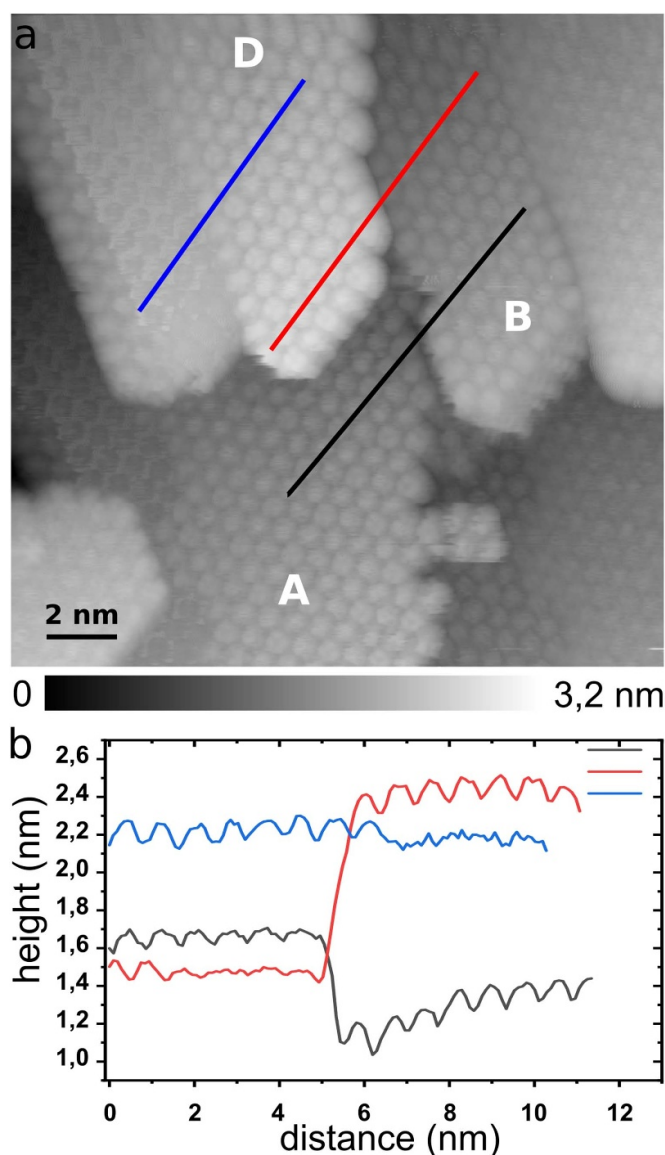 a
D
B
A
2 nm
0 3,2 nm
b
height (nm)
2,6
2,4
2,2
2,0
1,8
1,6
1,4
1,2
1,0
0 2 4 6 8 10 12
distance (nm)